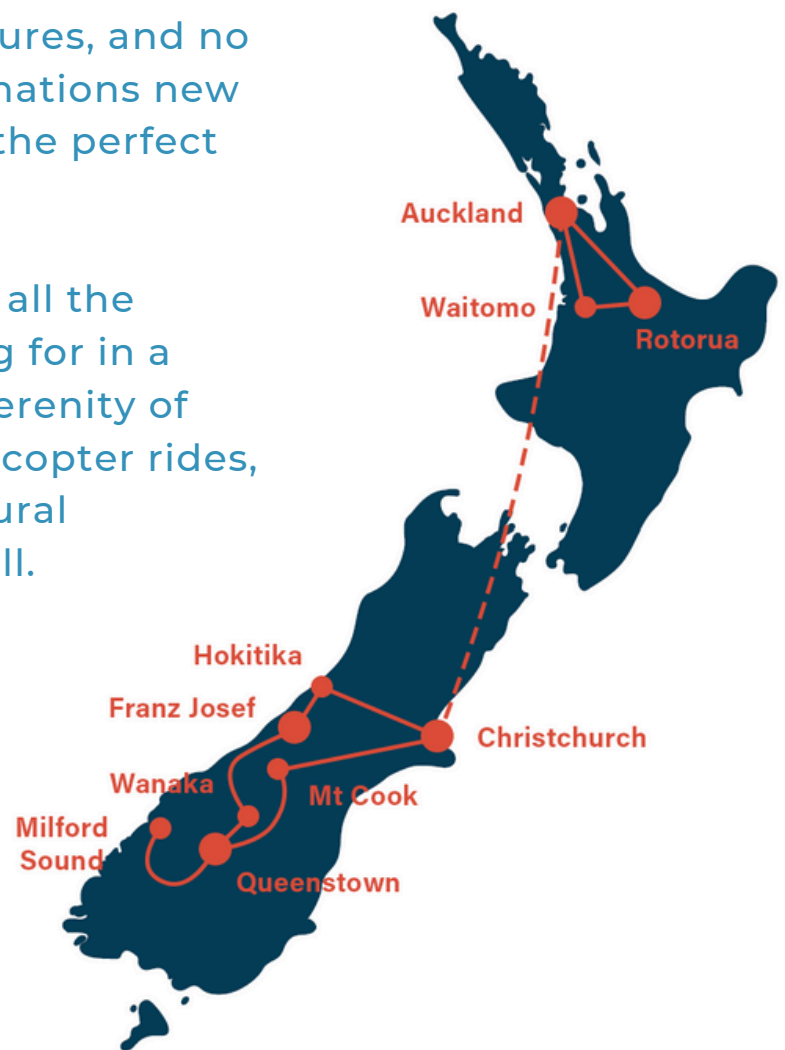 ures, and no
nations new
the perfect
all the
g for in a
erenity of
copter rides,
ural
ll.
Auckland
Waitomo
Rotorua
Hokitika
Franz Josef
Christchurch
Wanaka
Mt Cook
Milford
Sound
Queenstown